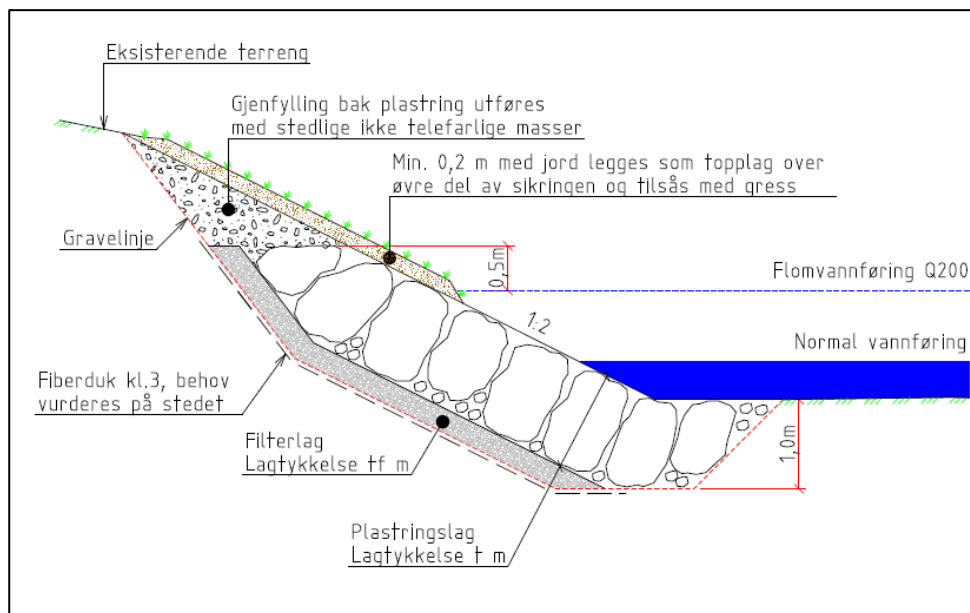 Eksisterende terreng
Gjenfylling bak plastring utføres
med stedlige ikke telefarlige masser
Min. 0,2 m med jord legges som topplag over
øvre del av sikringen og tilsås med gress
Gravelinje
0,5m
Flomvannføring Q200
1:2
Normal vannføring
Fiberduk kl.3, behov
vurderes på stedet
Filterlag
Lagtykkelse tf m
1,0m
Plastringslag
Lagtykkelse t m